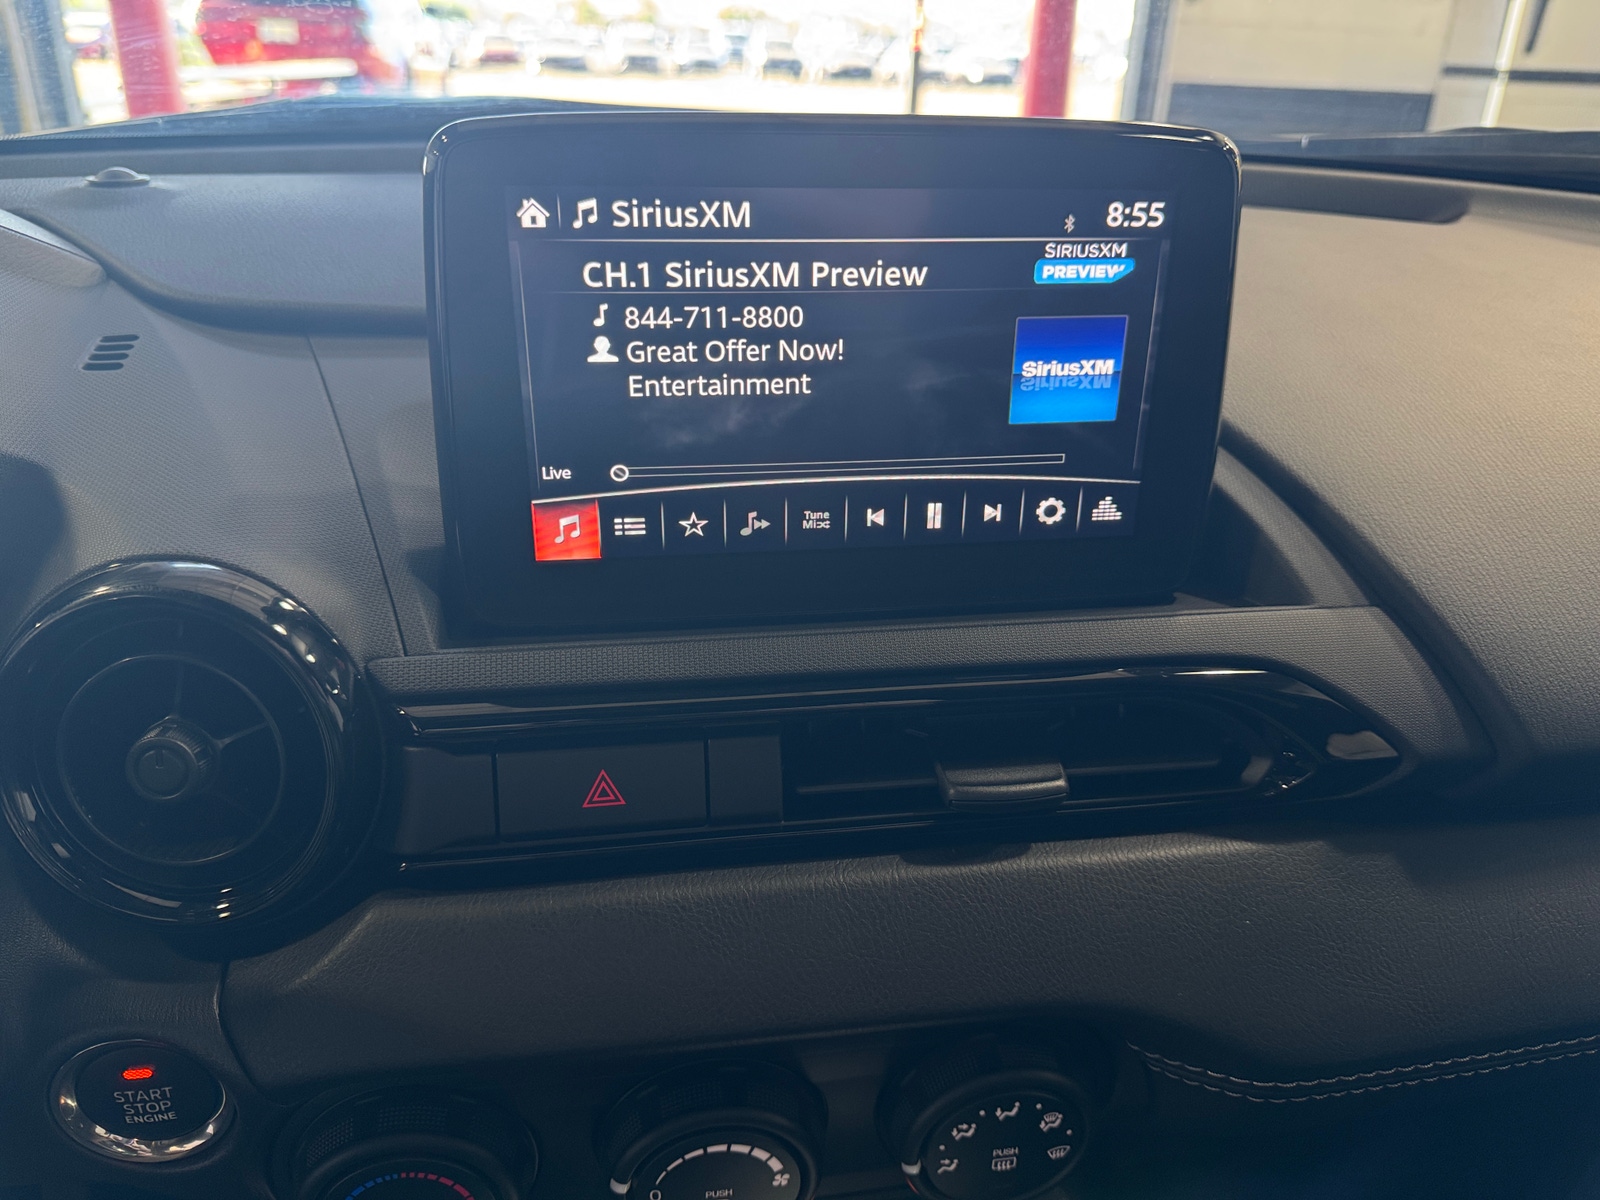 SiriusXM
8:55
SIRIUSXM
PREVIEW
CH.1 SiriusXM Preview
844-711-8800
Great Offer Now!
Entertainment
SiriusXM
Live
Tune
Mix
START
STOP
ENGINE
0
PUSH
PUSH